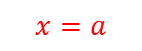 x = a